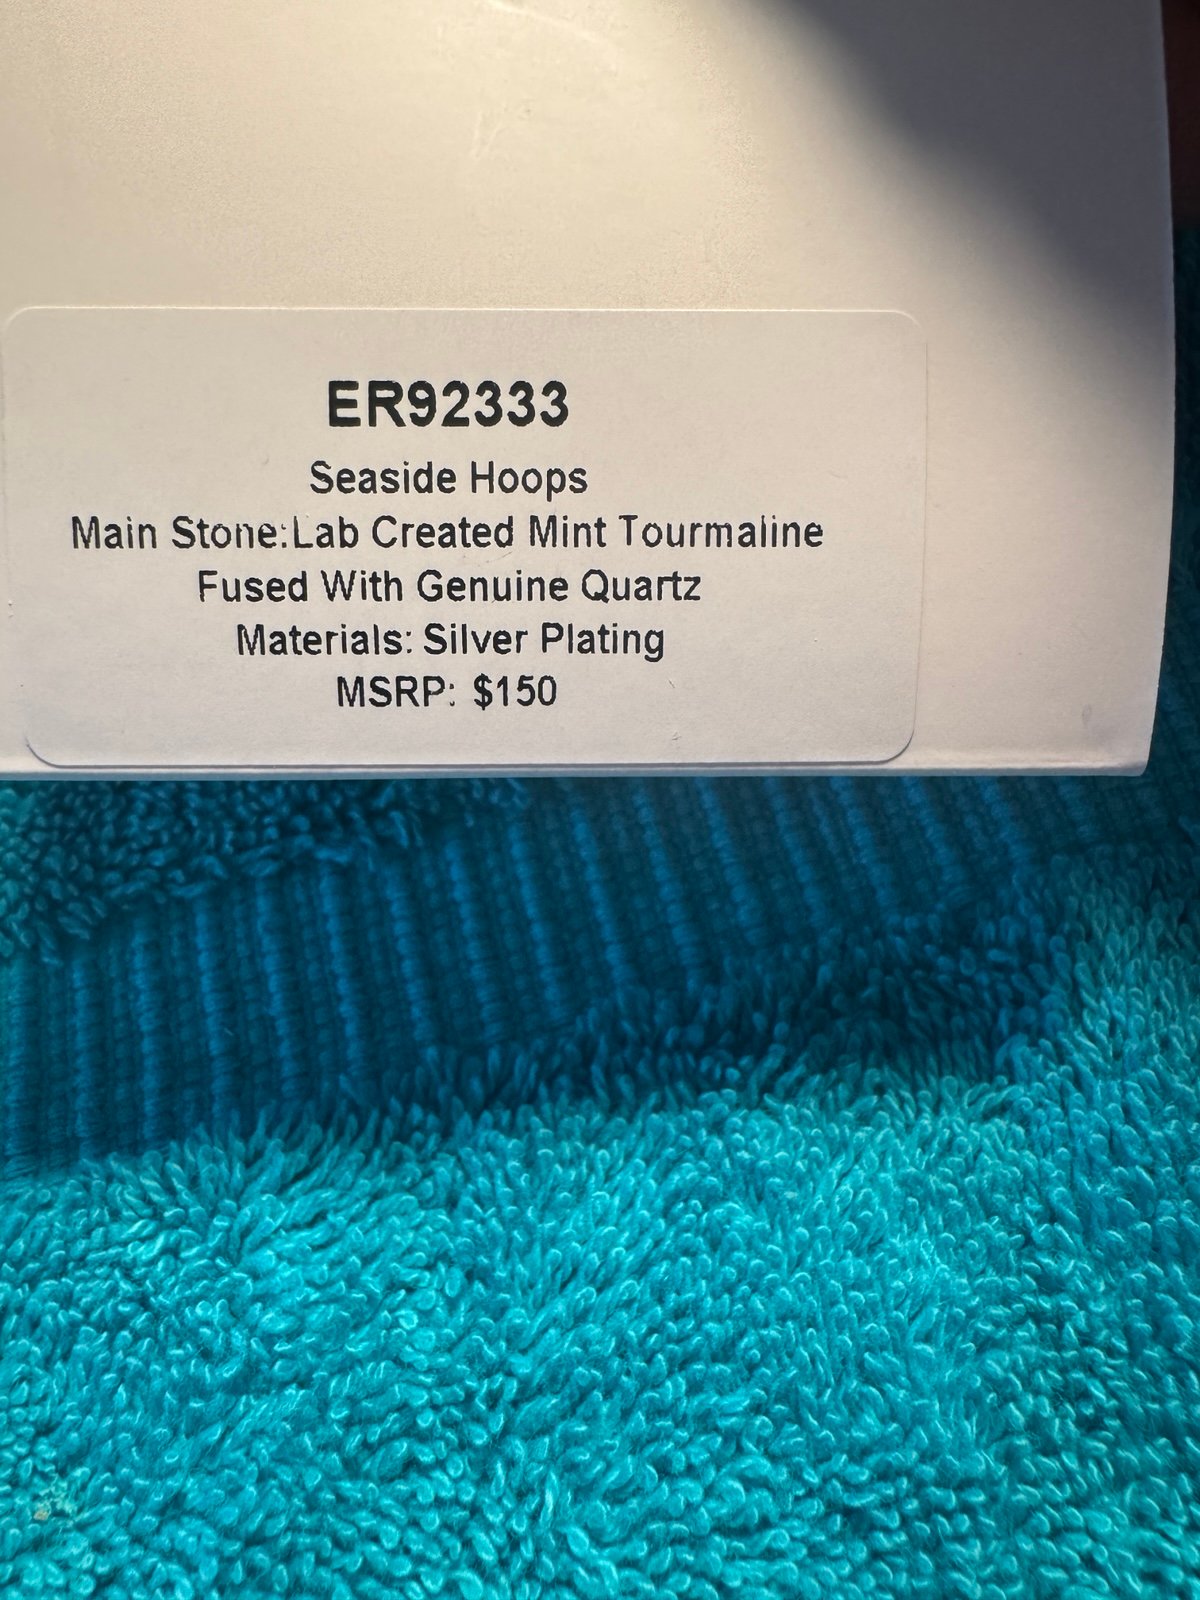 ER92333
Seaside Hoops
Main Stone:Lab Created Mint Tourmaline
Fused With Genuine Quartz
Materials: Silver Plating
MSRP: $150